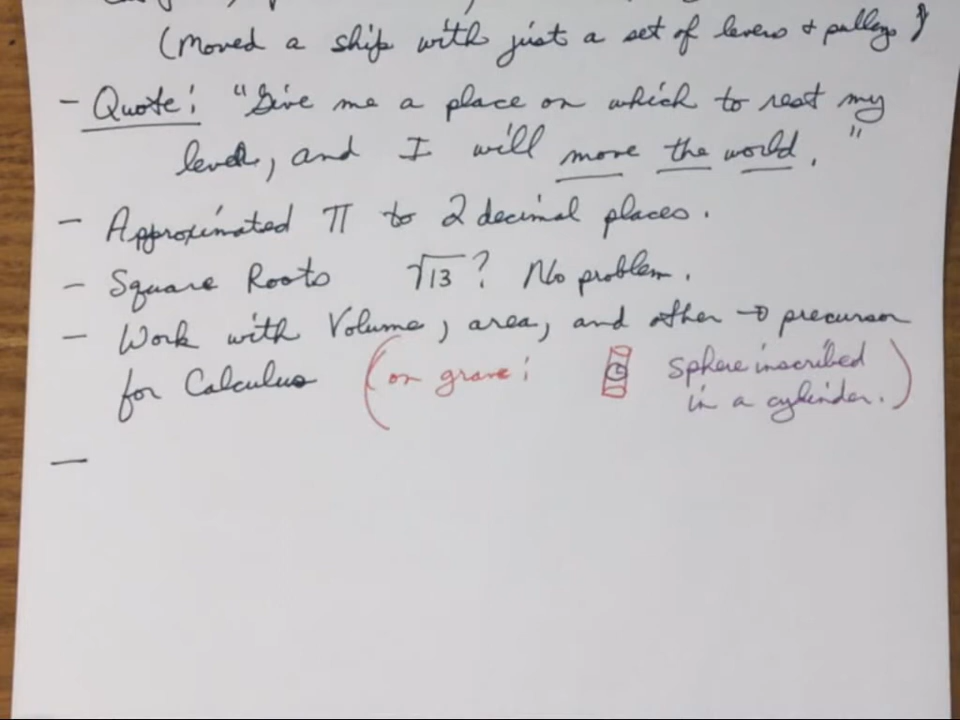 (Moved a ship with just a set of levers + pulleys)
- Quote: "Give me a place on which to rest my
lever, and I will move the world."
- Approximated π to 2 decimal places.
- Square Roots √13? No problem.
- Work with Volume, area, and other → precursor
for Calculus (on grave: sphere inscribed
in a cylinder.)
-